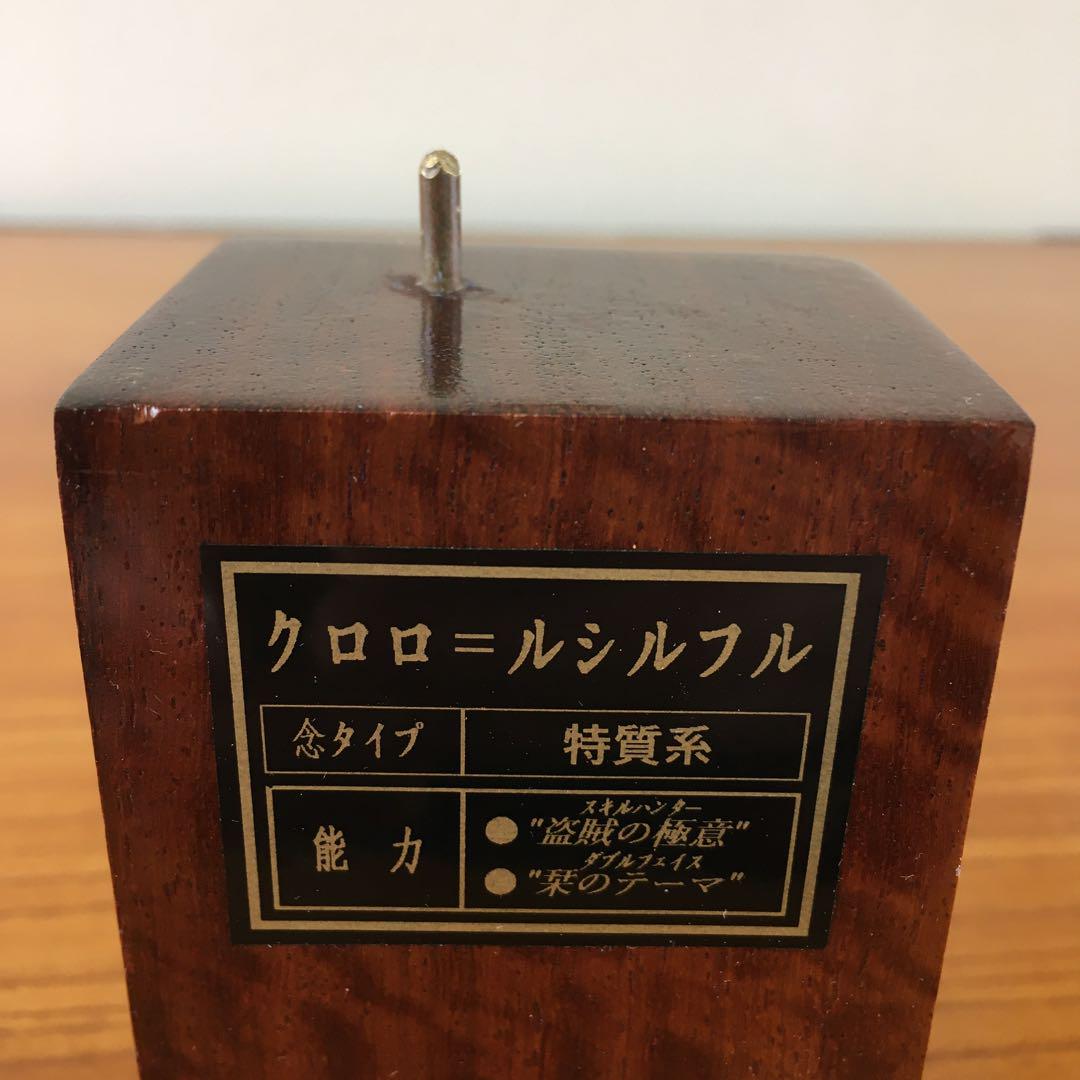 クロロ＝ルシルフル
念タイプ 特質系
能力
スキルハンター
●"盗賊の極意"
ダブルフェイス
●"栞のテーマ"